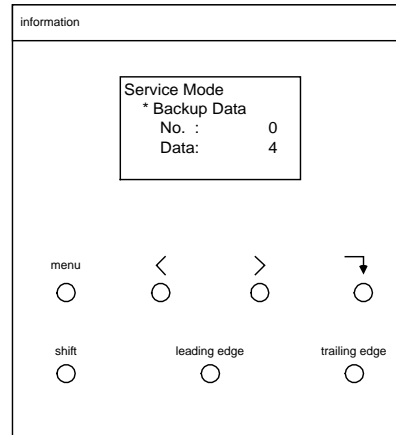 information
Service Mode
* Backup Data
No. : 0
Data: 4
menu < >
shift leading edge trailing edge